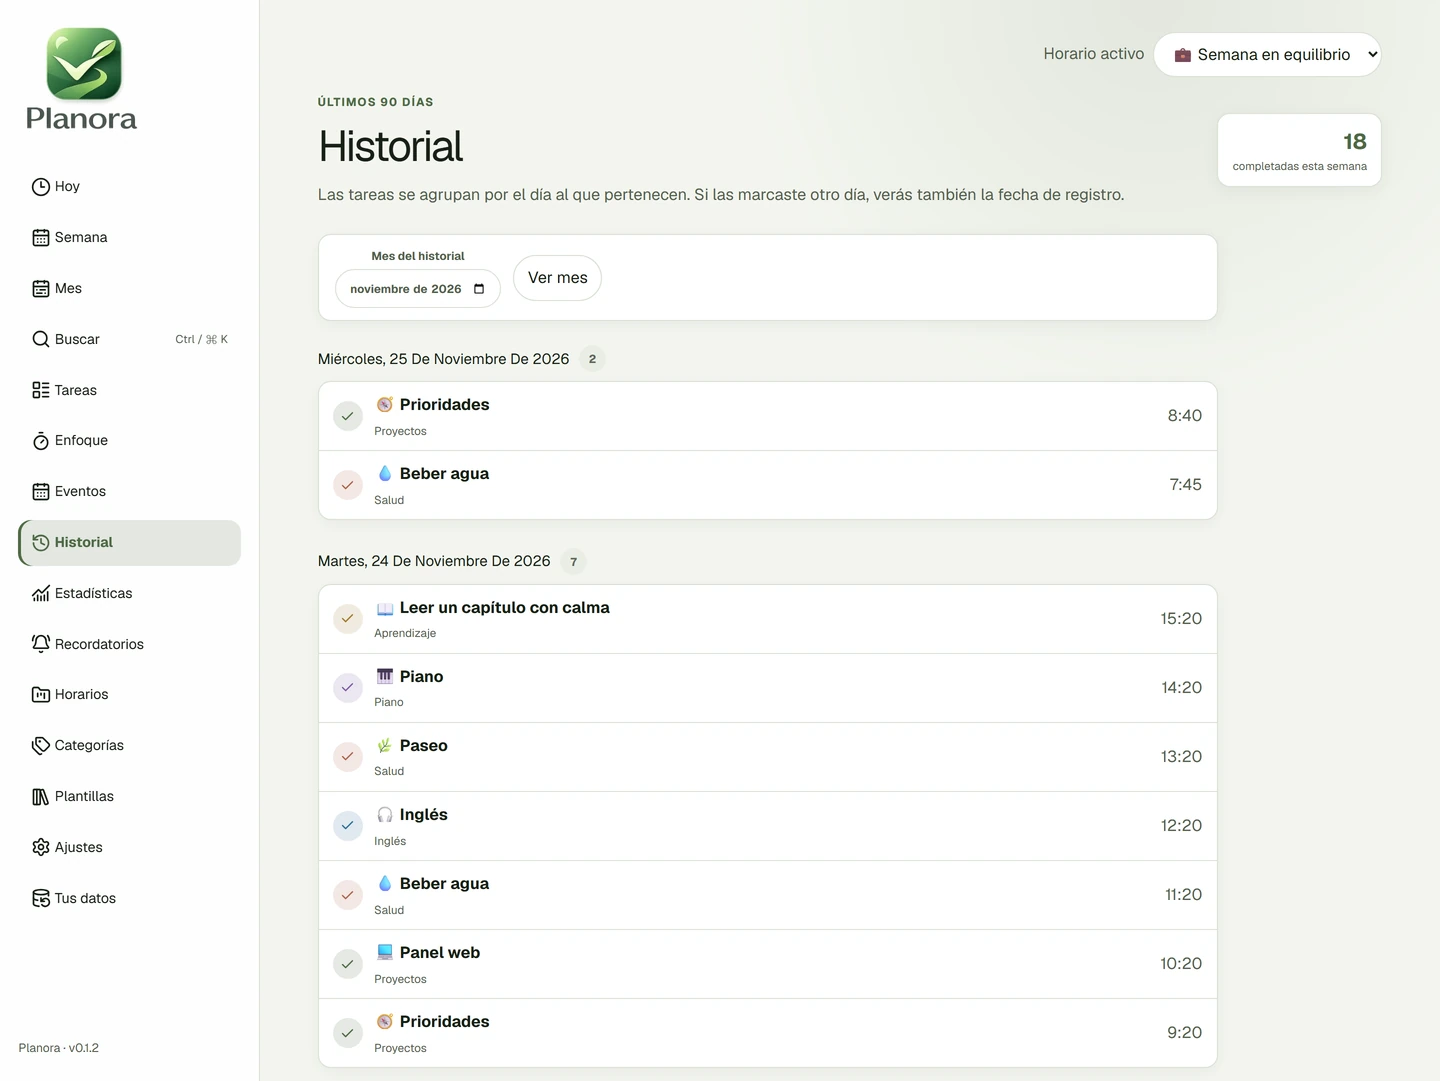 Planora
Hoy
Semana
Mes
Buscar Ctrl / ⌘ K
Tareas
Enfoque
Eventos
Historial
Estadísticas
Recordatorios
Horarios
Categorías
Plantillas
Ajustes
Tus datos
Planora · v0.1.2
Horario activo
Semana en equilibrio
ÚLTIMOS 90 DÍAS
Historial
Las tareas se agrupan por el día al que pertenecen. Si las marcaste otro día, verás también la fecha de registro.
18
completadas esta semana
Mes del historial
noviembre de 2026
Ver mes
Miércoles, 25 De Noviembre De 2026 2
Prioridades
Proyectos
8:40
Beber agua
Salud
7:45
Martes, 24 De Noviembre De 2026 7
Leer un capítulo con calma
Aprendizaje
15:20
Piano
Piano
14:20
Paseo
Salud
13:20
Inglés
Inglés
12:20
Beber agua
Salud
11:20
Panel web
Proyectos
10:20
Prioridades
Proyectos
9:20